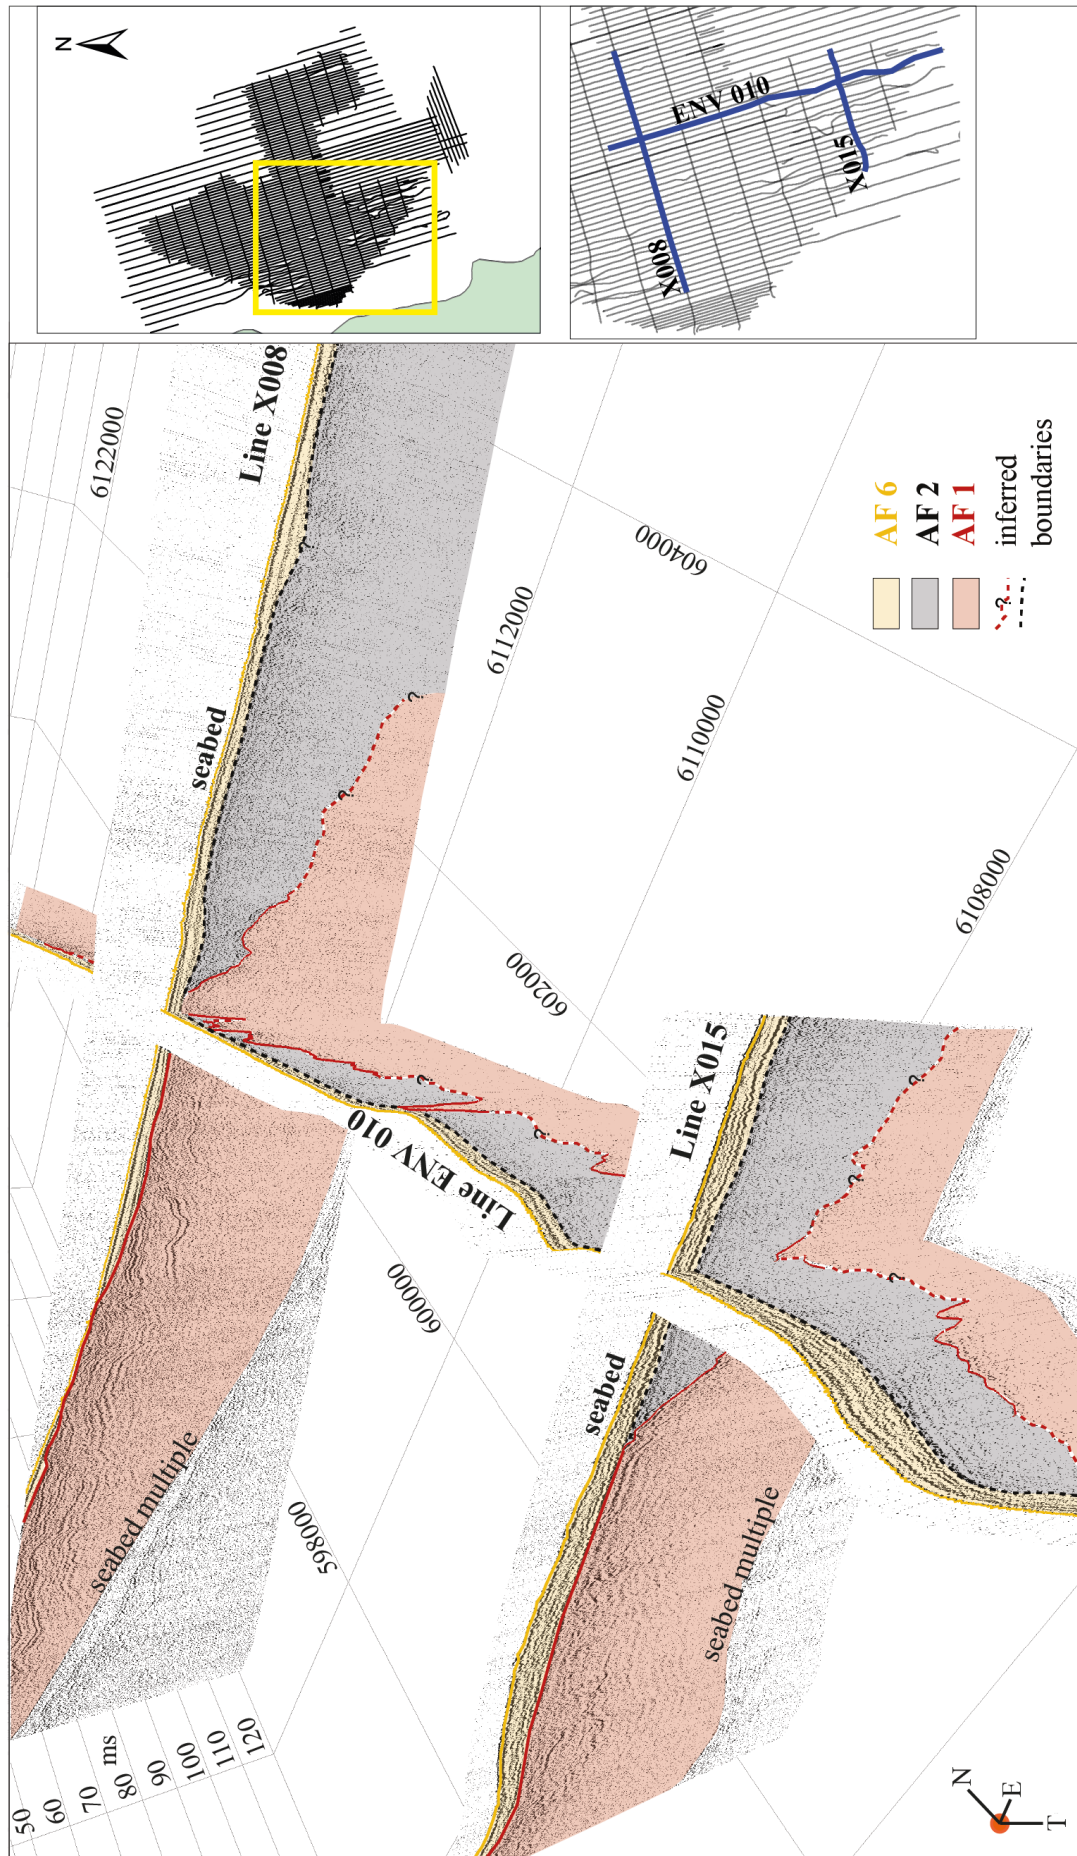 N
ENV 010
X015
X008
Line X008
6122000
seabed
6112000
604000
6110000
602000
6108000
Line ENV 010
Line X015
600000
seabed
598000
seabed multiple
seabed multiple
50
60
70
80
90
100
110
120
ms
AF 6
AF 2
AF 1
inferred
boundaries
?
?
?
?
?
?
?
?
?
N
E
T